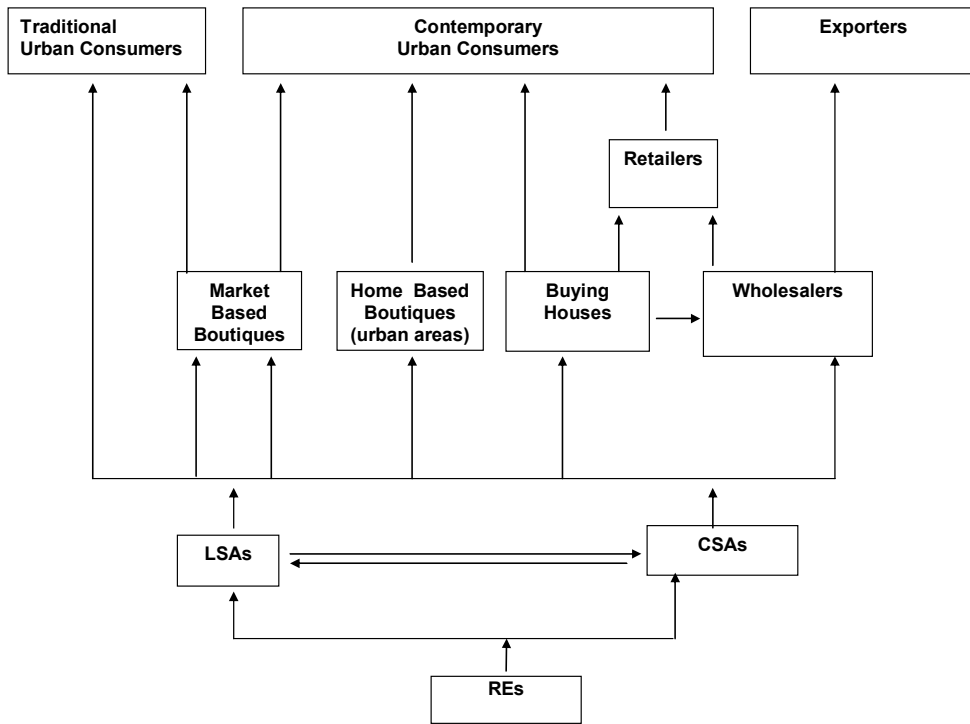 Traditional
Urban Consumers
Contemporary
Urban Consumers
Exporters
Retailers
Market
Based
Boutiques
Home Based
Boutiques
(urban areas)
Buying
Houses
Wholesalers
LSAs
CSAs
REs